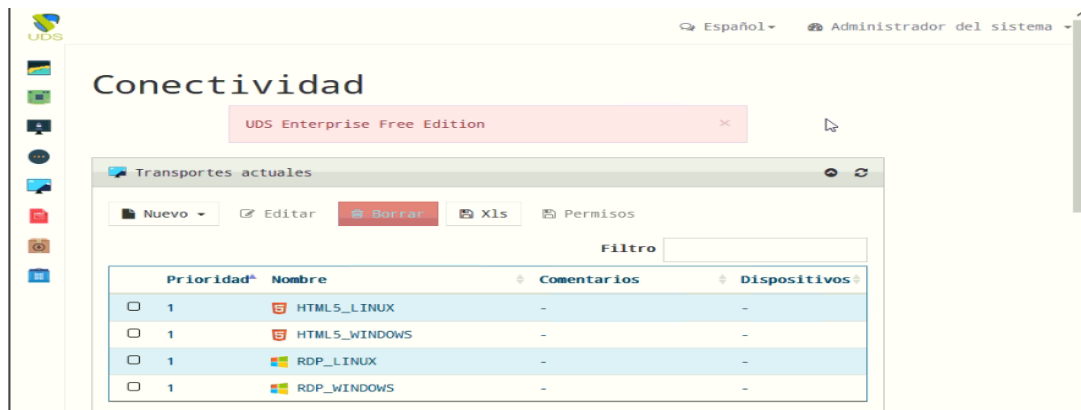 UDS
Español
Administrador del sistema
Conectividad
UDS Enterprise Free Edition ×
Transportes actuales
Nuevo Editar Borrar Xls Permisos
Filtro
Prioridad Nombre Comentarios Dispositivos
1 HTML5_LINUX - -
1 HTML5_WINDOWS - -
1 RDP_LINUX - -
1 RDP_WINDOWS - -